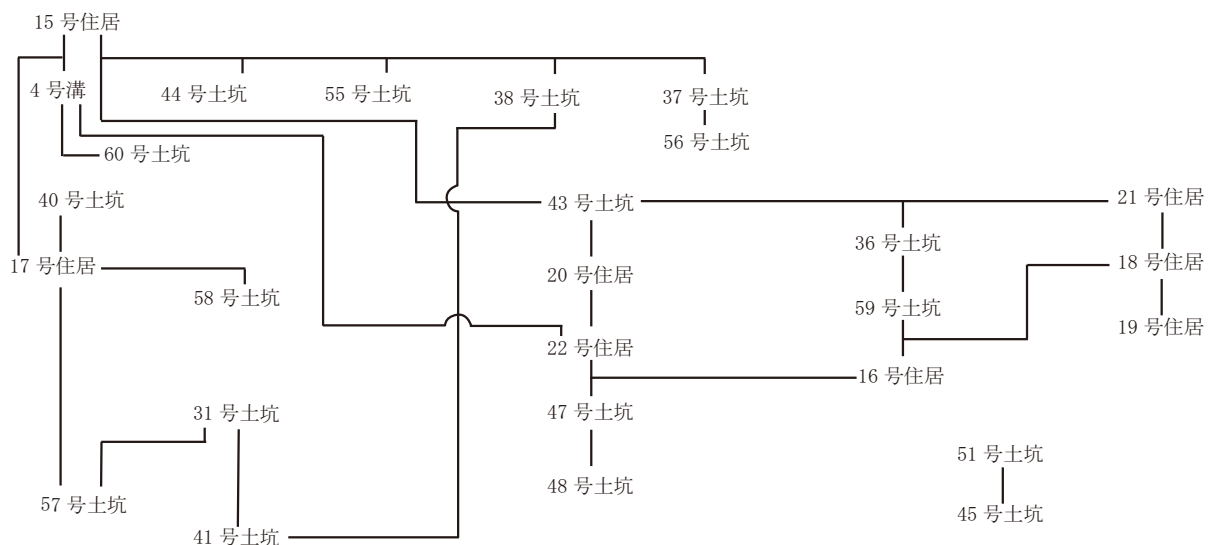 15 号住居
4 号溝
44 号土坑
55 号土坑
38 号土坑
37 号土坑
56 号土坑
60 号土坑
40 号土坑
43 号土坑
21 号住居
36 号土坑
17 号住居
20 号住居
18 号住居
58 号土坑
59 号土坑
19 号住居
22 号住居
16 号住居
31 号土坑
47 号土坑
51 号土坑
57 号土坑
48 号土坑
45 号土坑
41 号土坑